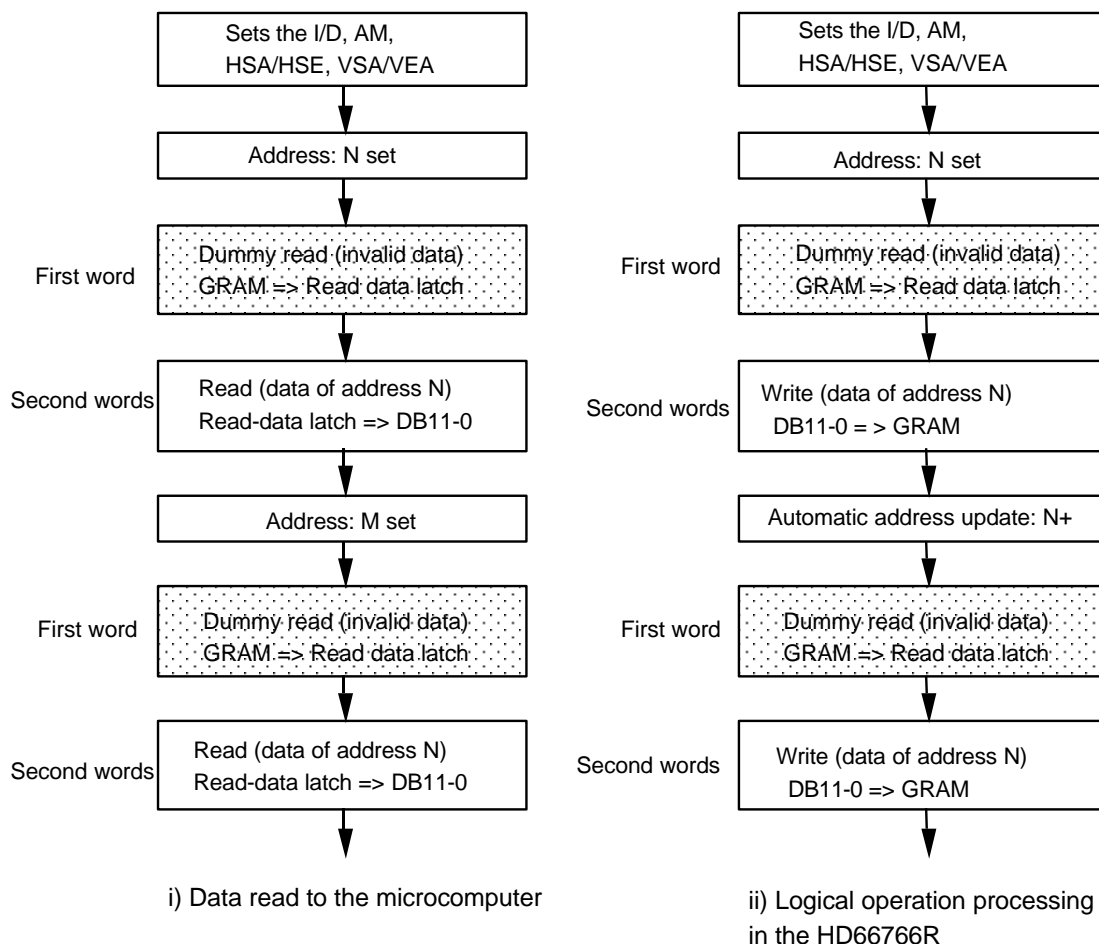 Sets the I/D, AM,
HSA/HSE, VSA/VEA
Address: N set
First word
Dummy read (invalid data)
GRAM => Read data latch
Second words
Read (data of address N)
Read-data latch => DB11-0
Address: M set
First word
Dummy read (invalid data)
GRAM => Read data latch
Second words
Read (data of address N)
Read-data latch => DB11-0
i) Data read to the microcomputer
Sets the I/D, AM,
HSA/HSE, VSA/VEA
Address: N set
First word
Dummy read (invalid data)
GRAM => Read data latch
Second words
Write (data of address N)
DB11-0 = > GRAM
Automatic address update: N+
First word
Dummy read (invalid data)
GRAM => Read data latch
Second words
Write (data of address N)
DB11-0 => GRAM
ii) Logical operation processing
in the HD66766R